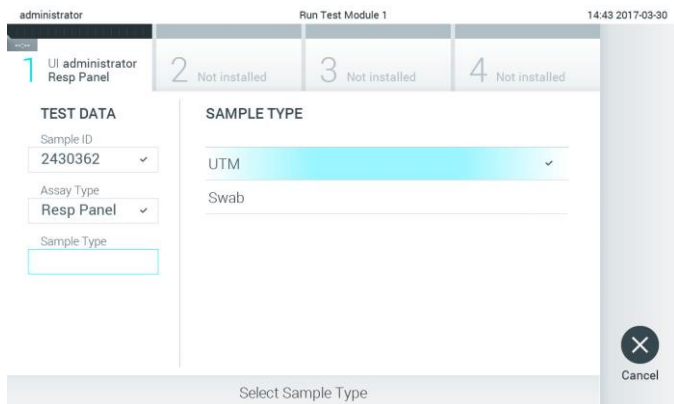 administrator Run Test Module 1 14:43 2017-03-30
--:--
1 UI administrator
Resp Panel
2 Not installed
3 Not installed
4 Not installed
TEST DATA
Sample ID
2430362
Assay Type
Resp Panel
Sample Type
SAMPLE TYPE
UTM
Swab
Cancel
Select Sample Type